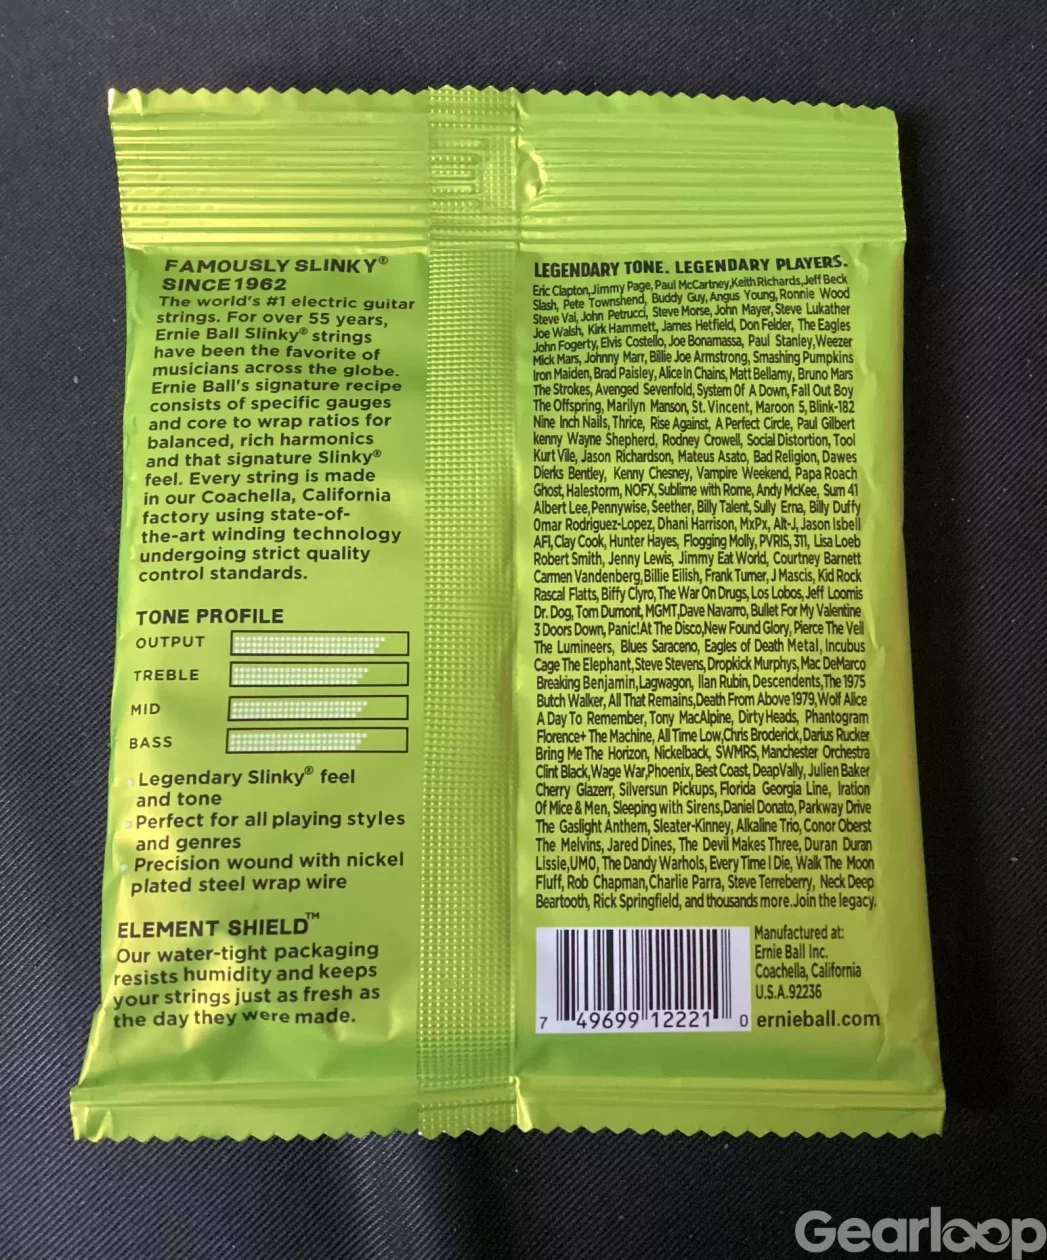 FAMOUSLY SLINKY®
SINCE 1962
The world's #1 electric guitar
strings. For over 55 years,
Ernie Ball Slinky® strings
have been the favorite of
musicians across the globe.
Ernie Ball's signature recipe
consists of specific gauges
and core to wrap ratios for
balanced, rich harmonics
and that signature Slinky®
feel. Every string is made
in our Coachella, California
factory using state-of-
the-art winding technology
undergoing strict quality
control standards.
TONE PROFILE
OUTPUT
TREBLE
MID
BASS
Legendary Slinky® feel
and tone
Perfect for all playing styles
and genres
Precision wound with nickel
plated steel wrap wire
ELEMENT SHIELD™
Our water-tight packaging
resists humidity and keeps
your strings just as fresh as
the day they were made.
LEGENDARY TONE. LEGENDARY PLAYERS.
Eric Clapton, Jimmy Page, Paul McCartney, Keith Richards, Jeff Beck
Slash, Pete Townshend, Buddy Guy, Angus Young, Ronnie Wood
Steve Vai, John Petrucci, Steve Morse, John Mayer, Steve Lukather
Joe Walsh, Kirk Hammett, James Hetfield, Don Felder, The Eagles
John Fogerty, Elvis Costello, Joe Bonamassa, Paul Stanley, Weezer
Mick Mars, Johnny Marr, Billie Joe Armstrong, Smashing Pumpkins
Iron Maiden, Brad Paisley, Alice In Chains, Matt Bellamy, Bruno Mars
The Strokes, Avenged Sevenfold, System Of A Down, Fall Out Boy
The Offspring, Marilyn Manson, St. Vincent, Maroon 5, Blink-182
Nine Inch Nails, Thrice, Rise Against, A Perfect Circle, Paul Gilbert
kenny Wayne Shepherd, Rodney Crowell, Social Distortion, Tool
Kurt Vile, Jason Richardson, Mateus Asato, Bad Religion, Dawes
Dierks Bentley, Kenny Chesney, Vampire Weekend, Papa Roach
Ghost, Halestorm, NOFX, Sublime with Rome, Andy McKee, Sum 41
Albert Lee, Pennywise, Seether, Billy Talent, Sully Erna, Billy Duffy
Omar Rodriguez-Lopez, Dhani Harrison, MxPx, Alt-J, Jason Isbell
AFI, Clay Cook, Hunter Hayes, Flogging Molly, PVRIS, 311, Lisa Loeb
Robert Smith, Jenny Lewis, Jimmy Eat World, Courtney Barnett
Carmen Vandenberg, Billie Eilish, Frank Turner, J Mascis, Kid Rock
Rascal Flatts, Biffy Clyro, The War On Drugs, Los Lobos, Jeff Loomis
Dr. Dog, Tom Dumont, MGMT, Dave Navarro, Bullet For My Valentine
3 Doors Down, Panic! At The Disco, New Found Glory, Pierce The Veil
The Lumineers, Blues Saraceno, Eagles of Death Metal, Incubus
Cage The Elephant, Steve Stevens, Dropkick Murphys, Mac DeMarco
Breaking Benjamin, Lagwagon, Ilan Rubin, Descendents, The 1975
Butch Walker, All That Remains, Death From Above 1979, Wolf Alice
A Day To Remember, Tony MacAlpine, Dirty Heads, Phantogram
Florence+ The Machine, All Time Low, Chris Broderick, Darius Rucker
Bring Me The Horizon, Nickelback, SWMRS, Manchester Orchestra
Clint Black, Wage War, Phoenix, Best Coast, DeapVally, Julien Baker
Cherry Glazerr, Silversun Pickups, Florida Georgia Line, Iration
Of Mice & Men, Sleeping with Sirens, Daniel Donato, Parkway Drive
The Gaslight Anthem, Sleater-Kinney, Alkaline Trio, Conor Oberst
The Melvins, Jared Dines, The Devil Makes Three, Duran Duran
Lissie, UMO, The Dandy Warhols, Every Time I Die, Walk The Moon
Fluff, Rob Chapman, Charlie Parra, Steve Terreberry, Neck Deep
Beartooth, Rick Springfield, and thousands more. Join the legacy.
Manufactured at:
Ernie Ball Inc.
Coachella, California
U.S.A. 92236
7 49699 12221 0
ernieball.com
Gearloop